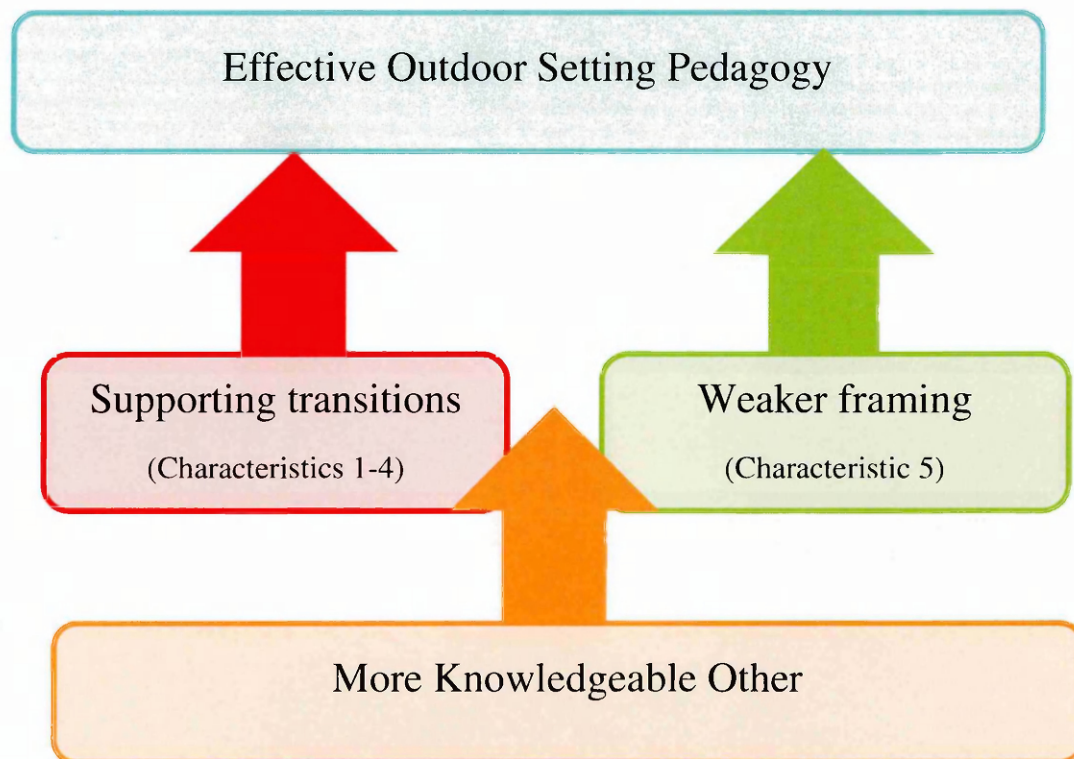 Effective Outdoor Setting Pedagogy
Supporting transitions
(Characteristics 1-4)
Weaker framing
(Characteristic 5)
More Knowledgeable Other